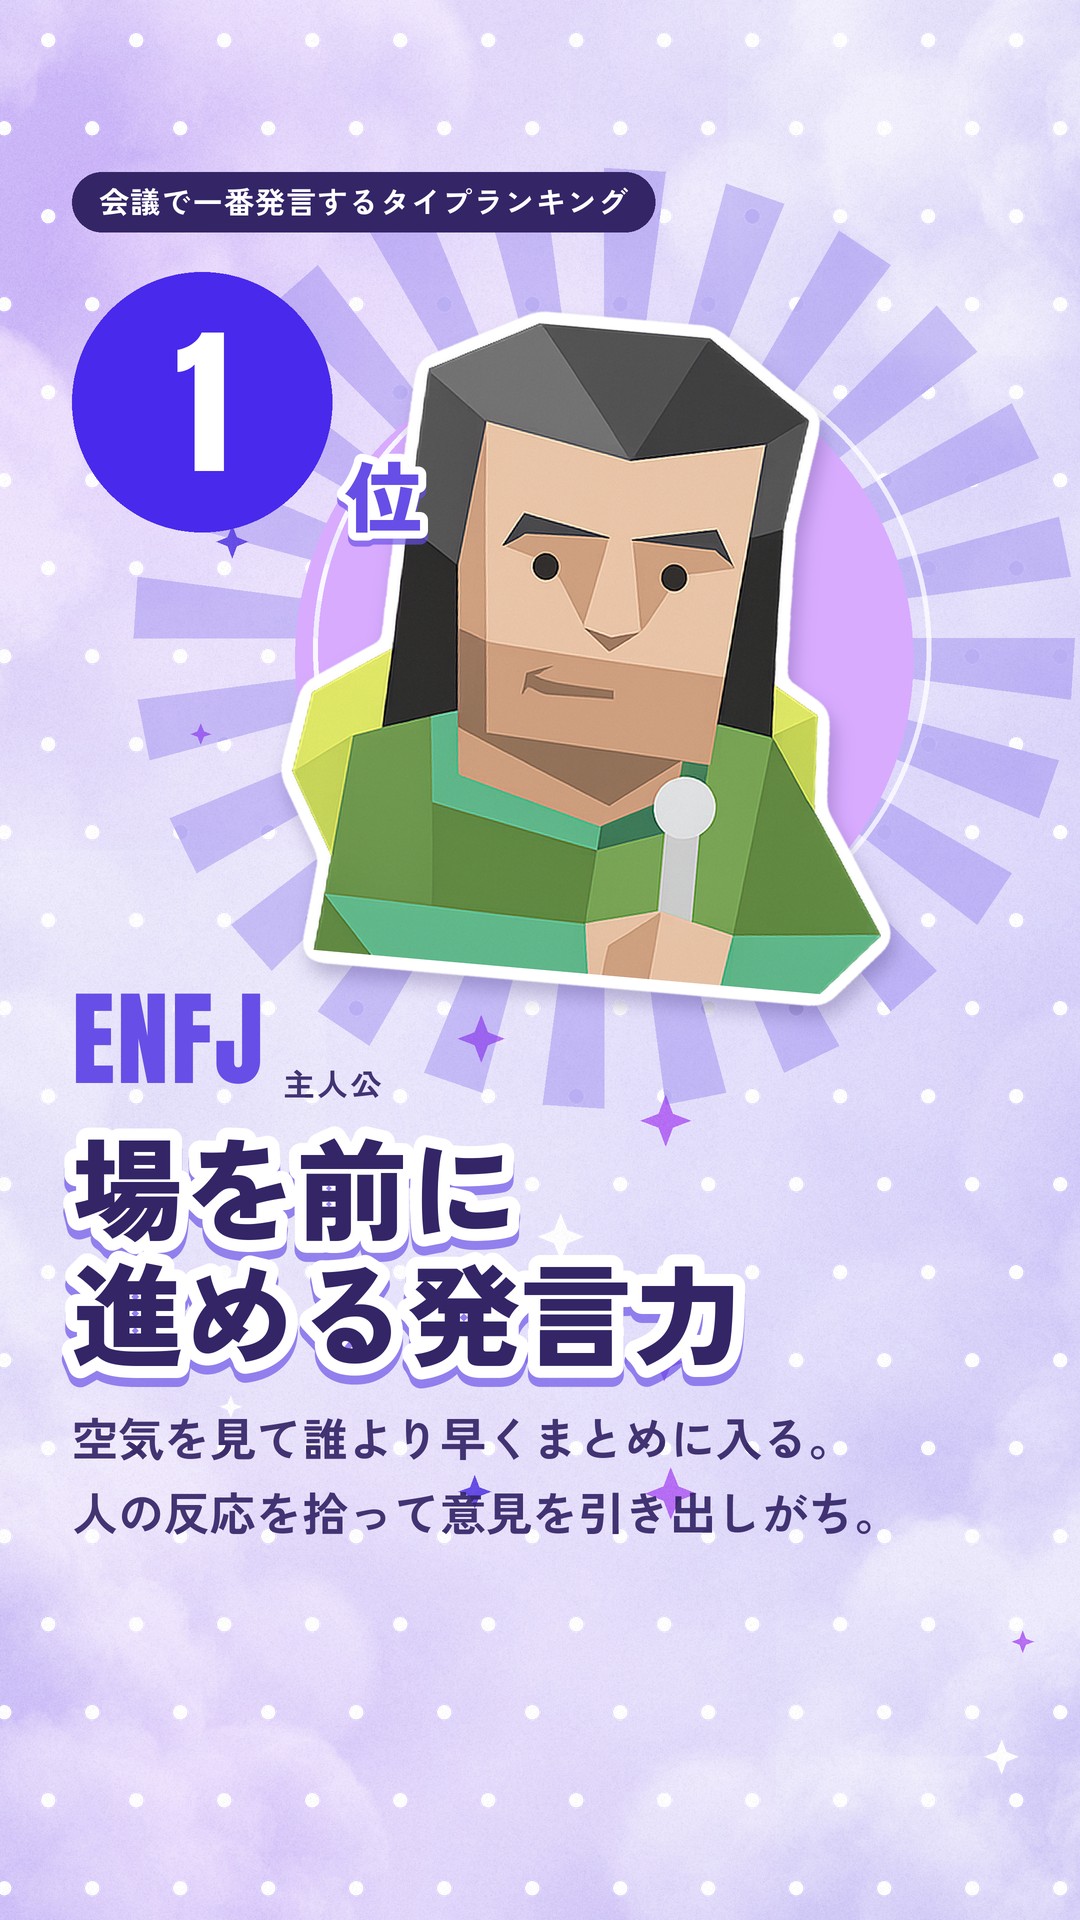 会議で一番発言するタイプランキング
1位
ENFJ 主人公
場を前に
進める発言力
空気を見て誰より早くまとめに入る。
人の反応を拾って意見を引き出しがち。